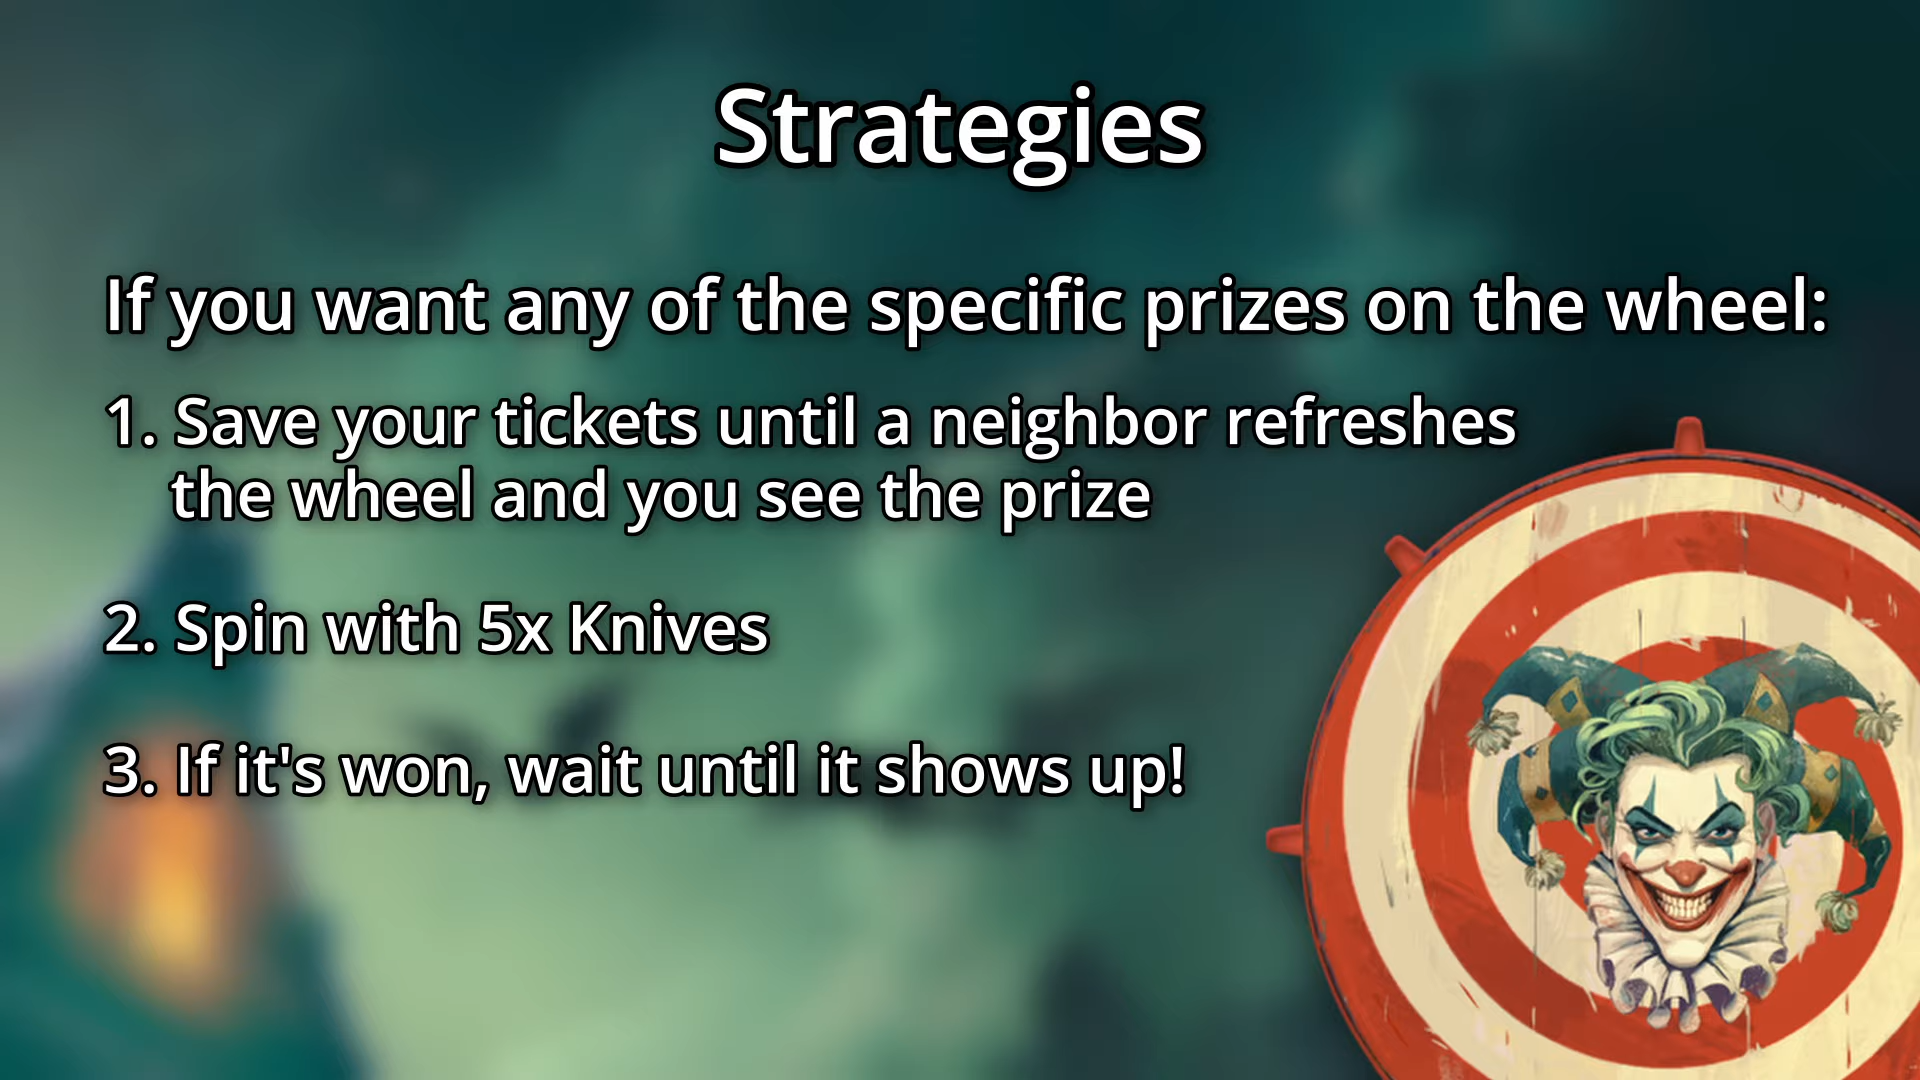 Strategies
If you want any of the specific prizes on the wheel:
1. Save your tickets until a neighbor refreshes
the wheel and you see the prize
2. Spin with 5x Knives
3. If it's won, wait until it shows up!